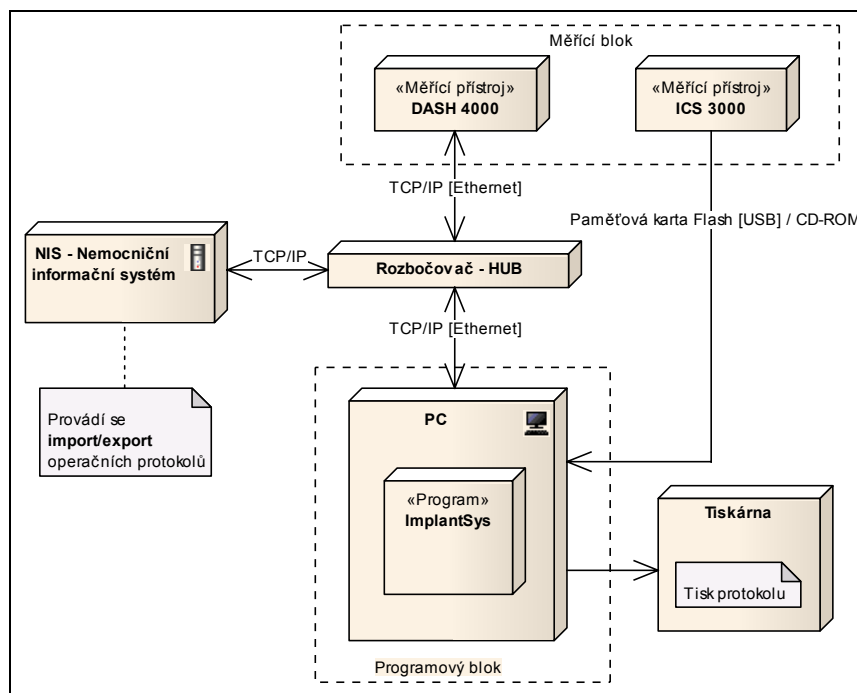 Měřící blok
«Měřící přístroj»
DASH 4000
«Měřící přístroj»
ICS 3000
TCP/IP [Ethernet]
Paměťová karta Flash [USB] / CD-ROM
NIS - Nemocniční
informační systém
TCP/IP
Rozbočovač - HUB
TCP/IP [Ethernet]
Provádí se
import/export
operačních protokolů
PC
«Program»
ImplantSys
Tiskárna
Tisk protokolu
Programový blok